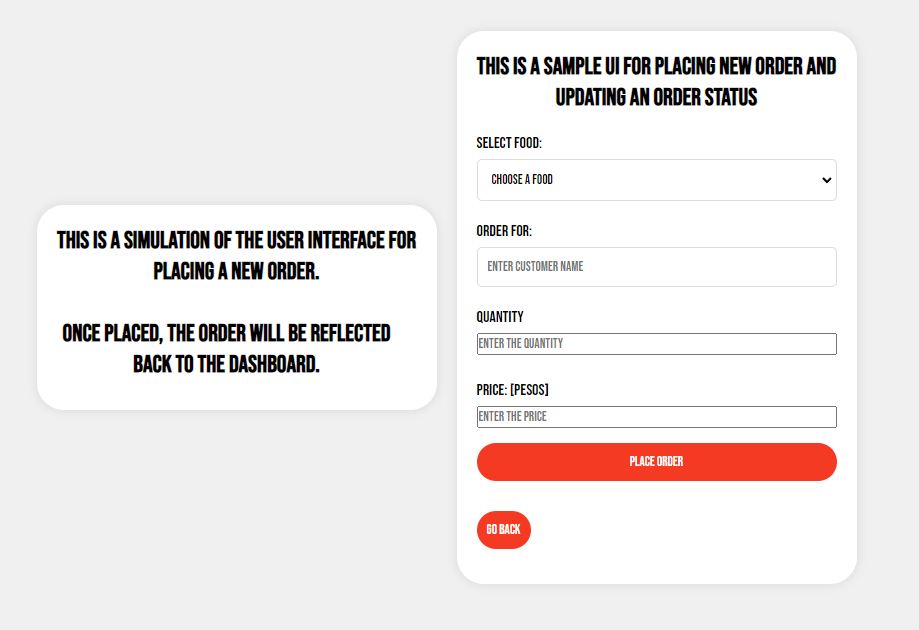 THIS IS A SIMULATION OF THE USER INTERFACE FOR
PLACING A NEW ORDER.
ONCE PLACED, THE ORDER WILL BE REFLECTED
BACK TO THE DASHBOARD.
THIS IS A SAMPLE UI FOR PLACING NEW ORDER AND
UPDATING AN ORDER STATUS
SELECT FOOD:
CHOOSE A FOOD
ORDER FOR:
ENTER CUSTOMER NAME
QUANTITY
ENTER THE QUANTITY
PRICE: [PESOS]
ENTER THE PRICE
PLACE ORDER
GO BACK